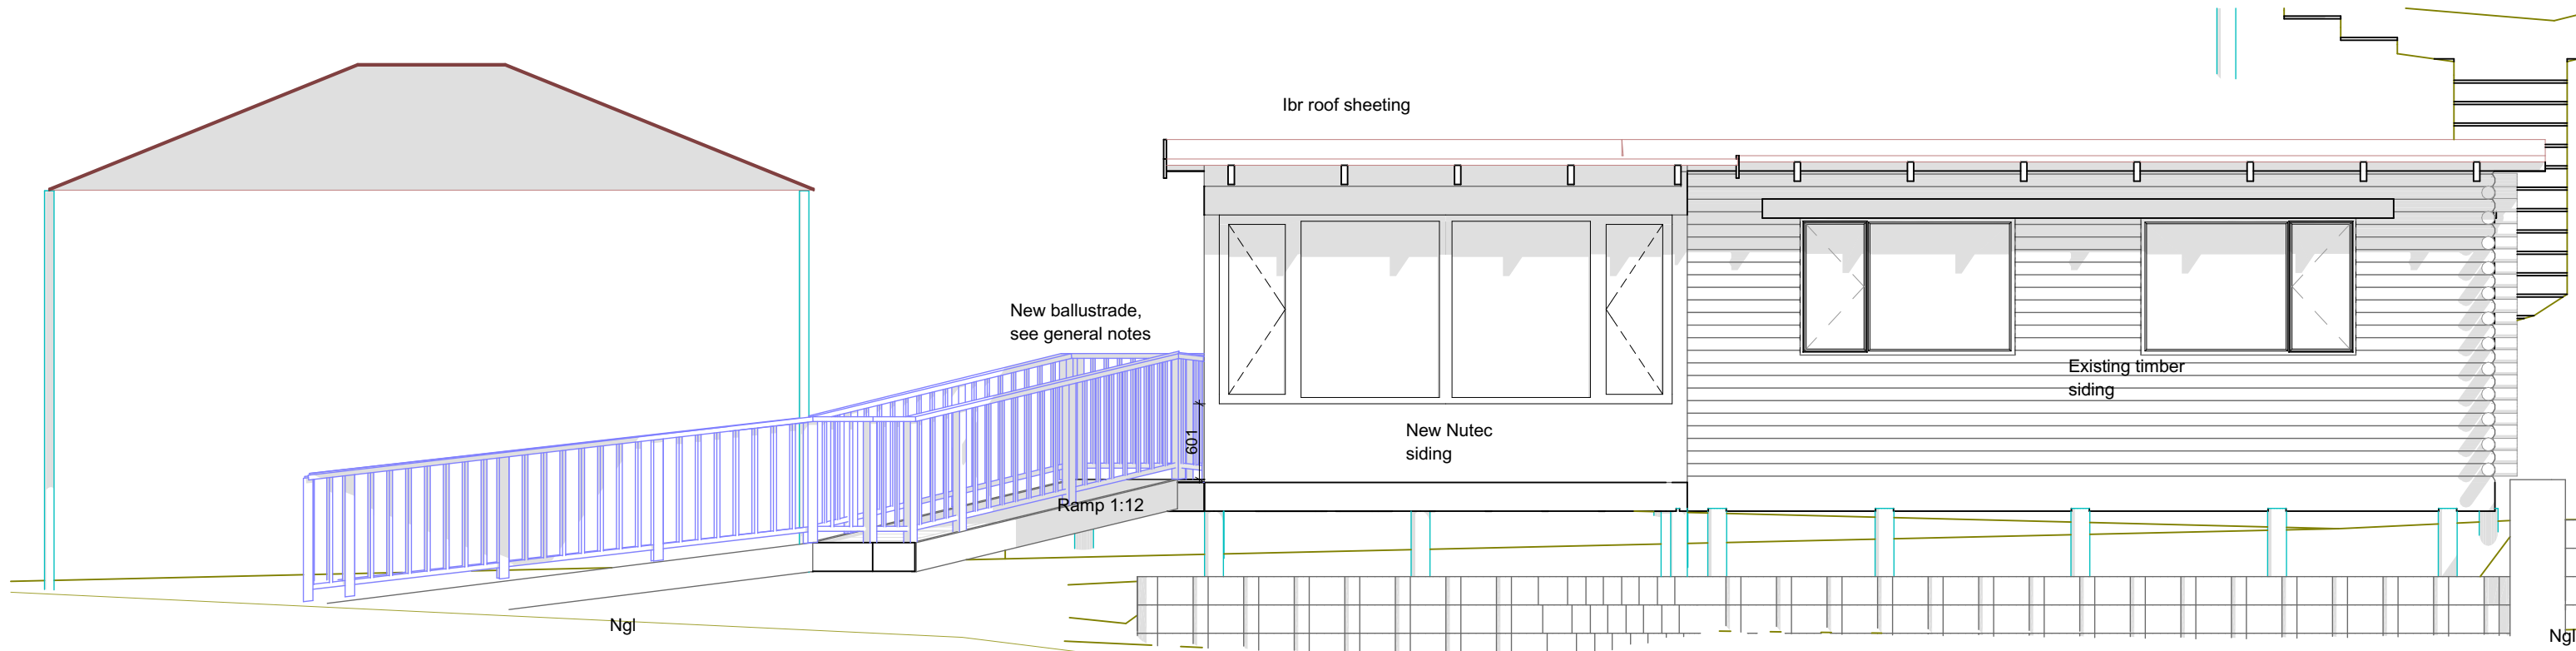 Ibr roof sheeting
New ballustrade,
see general notes
Existing timber
siding
New Nutec
siding
601
Ramp 1:12
Ngl
Ngl